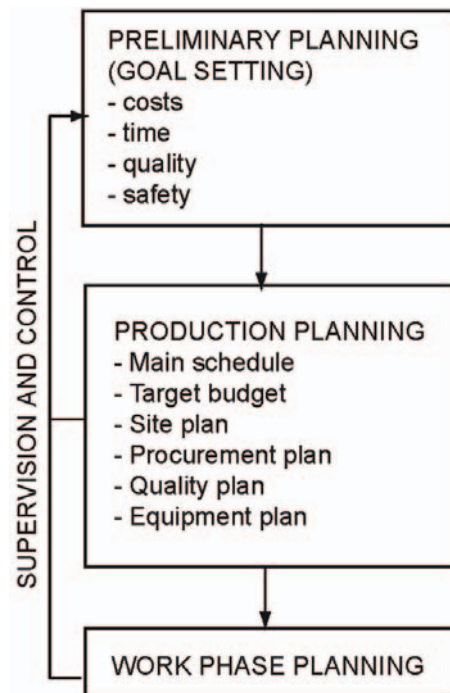 PRELIMINARY PLANNING
(GOAL SETTING)
- costs
- time
- quality
- safety
SUPERVISION AND CONTROL
PRODUCTION PLANNING
- Main schedule
- Target budget
- Site plan
- Procurement plan
- Quality plan
- Equipment plan
WORK PHASE PLANNING